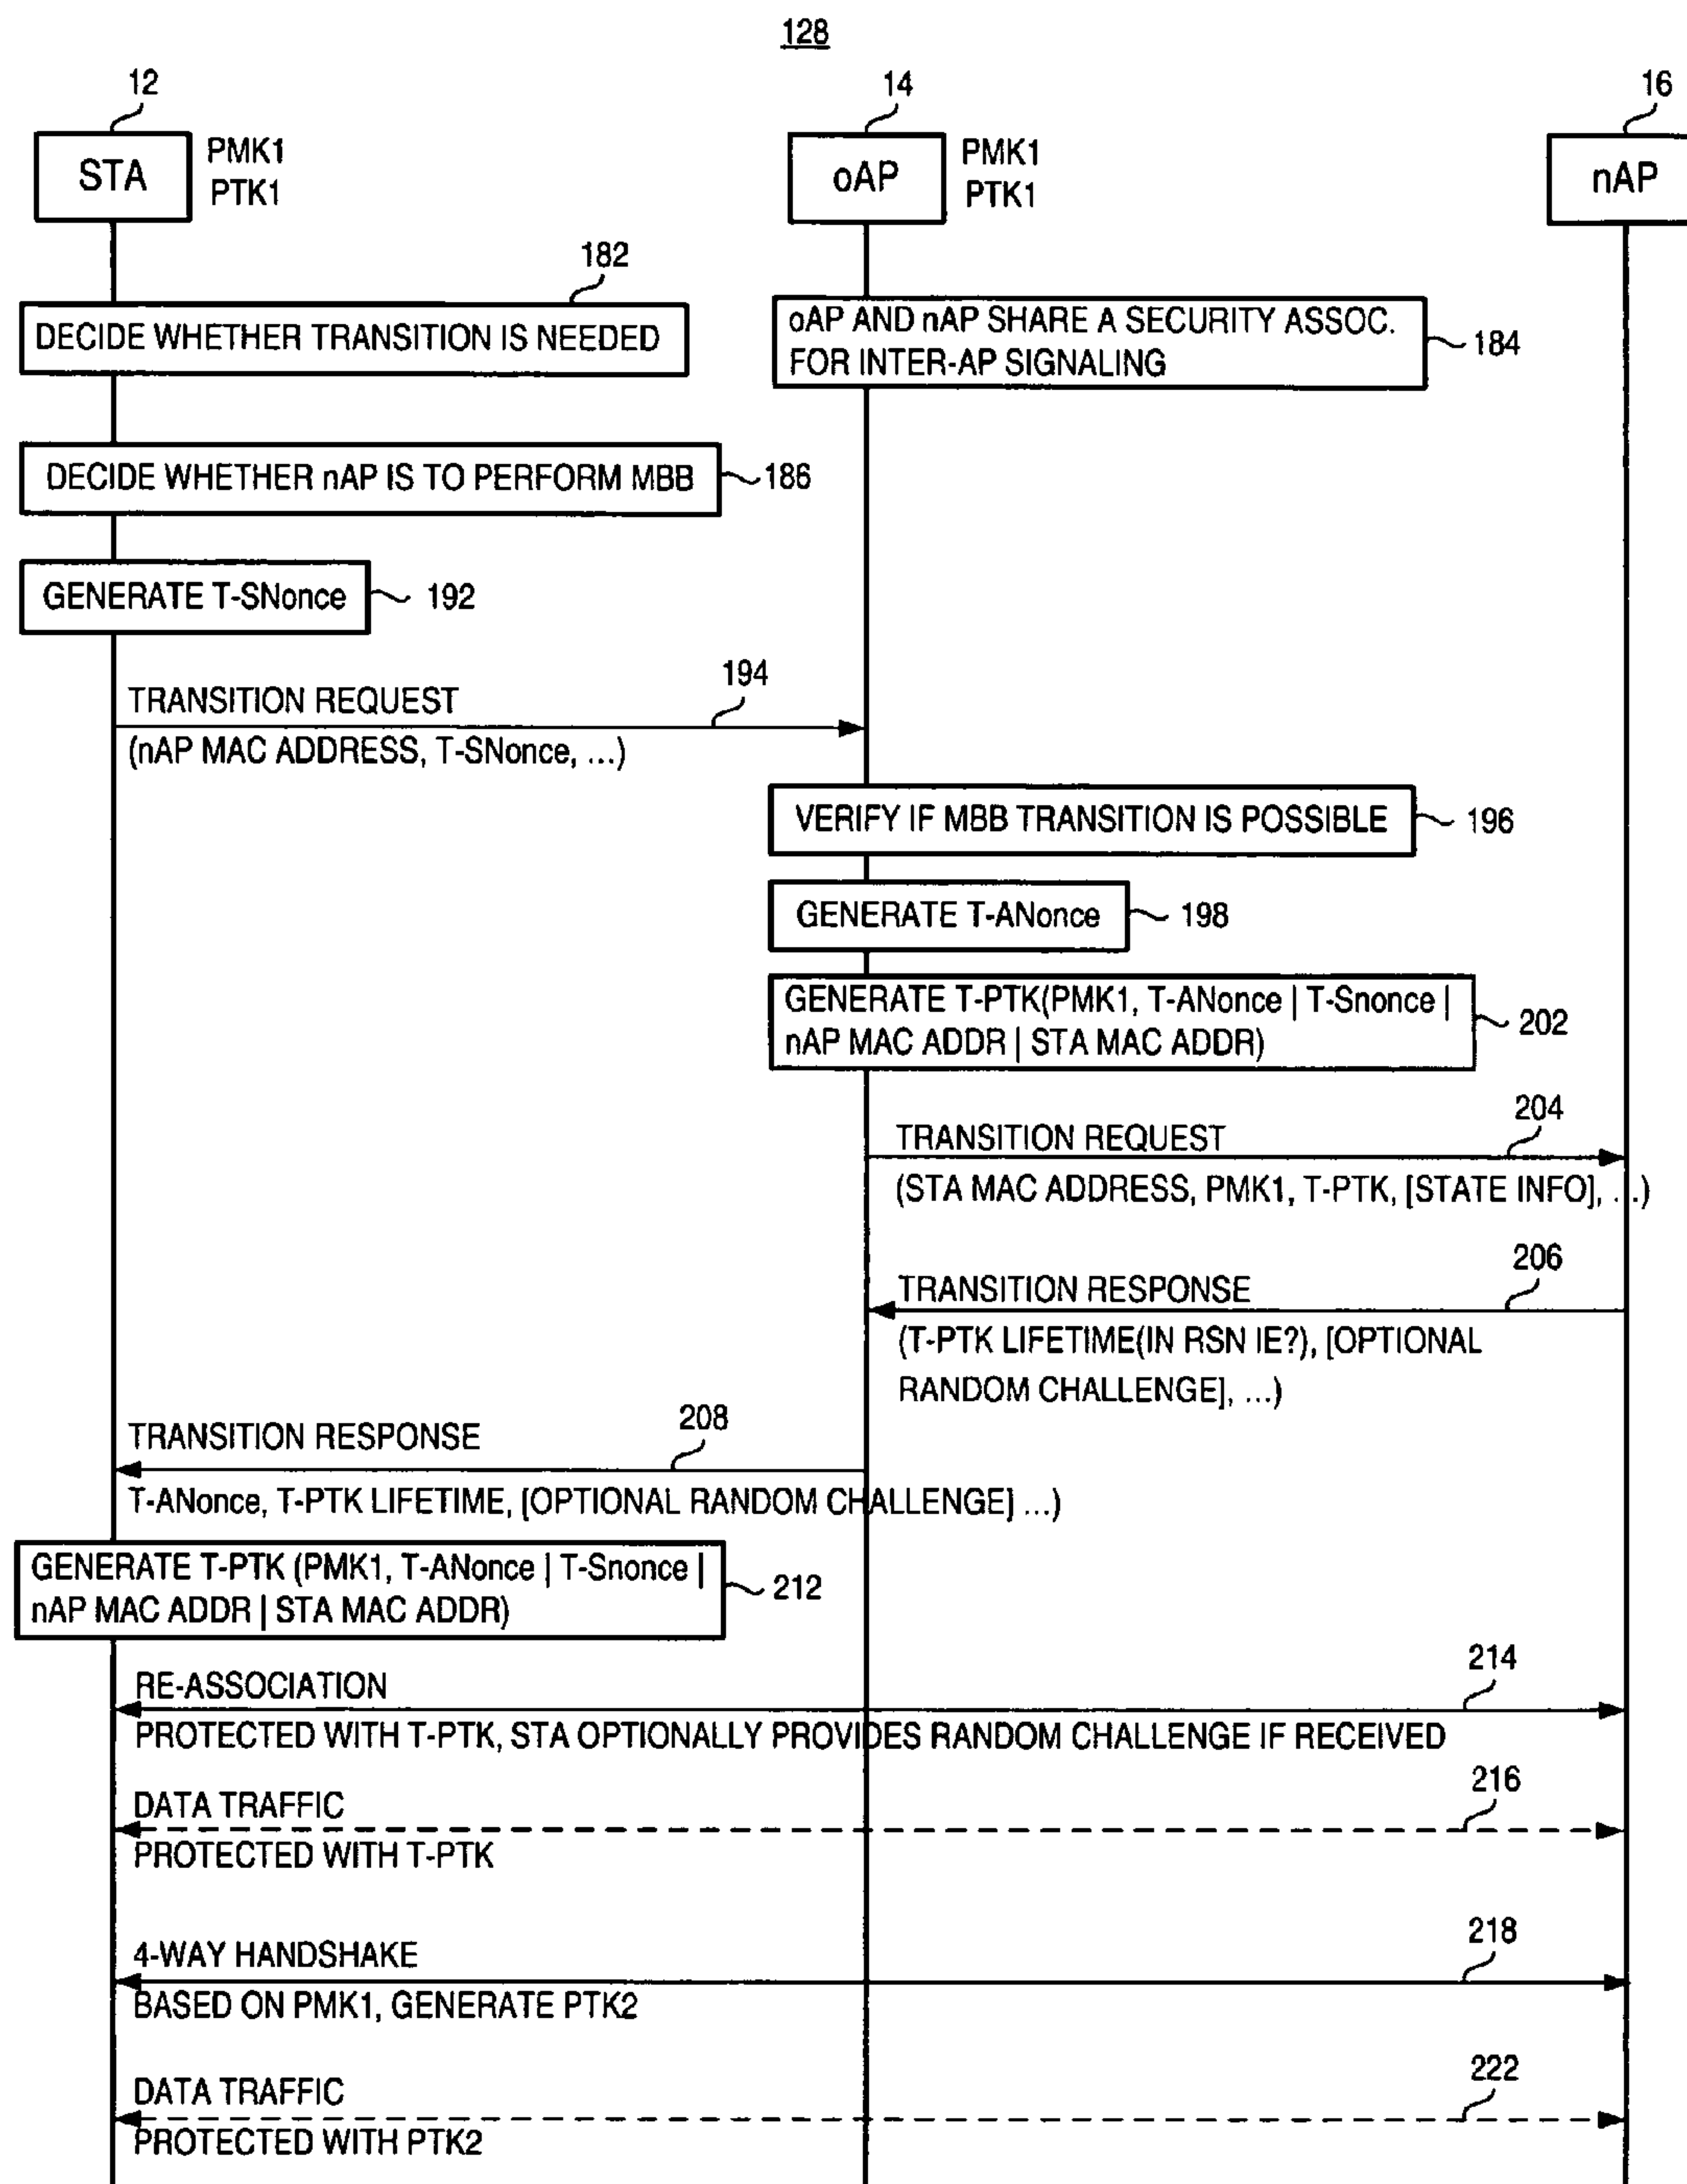 128
12
14
16
STA
PMK1
PTK1
oAP
PMK1
PTK1
nAP
182
DECIDE WHETHER TRANSITION IS NEEDED
oAP AND nAP SHARE A SECURITY ASSOC.
FOR INTER-AP SIGNALING
184
DECIDE WHETHER nAP IS TO PERFORM MBB
186
GENERATE T-SNonce
192
194
TRANSITION REQUEST
(nAP MAC ADDRESS, T-SNonce, ...)
VERIFY IF MBB TRANSITION IS POSSIBLE
196
GENERATE T-ANonce
198
GENERATE T-PTK(PMK1, T-ANonce | T-Snonce |
nAP MAC ADDR | STA MAC ADDR)
202
204
TRANSITION REQUEST
(STA MAC ADDRESS, PMK1, T-PTK, [STATE INFO], ...)
206
TRANSITION RESPONSE
(T-PTK LIFETIME(IN RSN IE?), [OPTIONAL
RANDOM CHALLENGE], ...)
208
TRANSITION RESPONSE
T-ANonce, T-PTK LIFETIME, [OPTIONAL RANDOM CHALLENGE] ...)
GENERATE T-PTK (PMK1, T-ANonce | T-Snonce |
nAP MAC ADDR | STA MAC ADDR)
212
214
RE-ASSOCIATION
PROTECTED WITH T-PTK, STA OPTIONALLY PROVIDES RANDOM CHALLENGE IF RECEIVED
216
DATA TRAFFIC
PROTECTED WITH T-PTK
218
4-WAY HANDSHAKE
BASED ON PMK1, GENERATE PTK2
222
DATA TRAFFIC
PROTECTED WITH PTK2